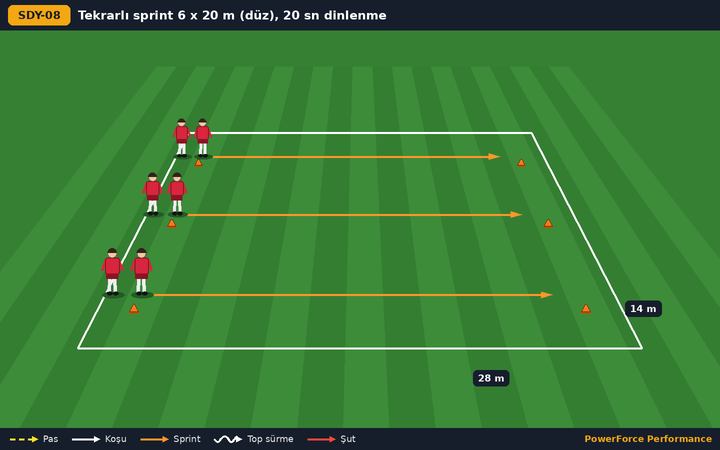 SDY-08 Tekrarlı sprint 6 x 20 m (düz), 20 sn dinlenme
14 m
28 m
Pas Koşu Sprint Top sürme Şut PowerForce Performance